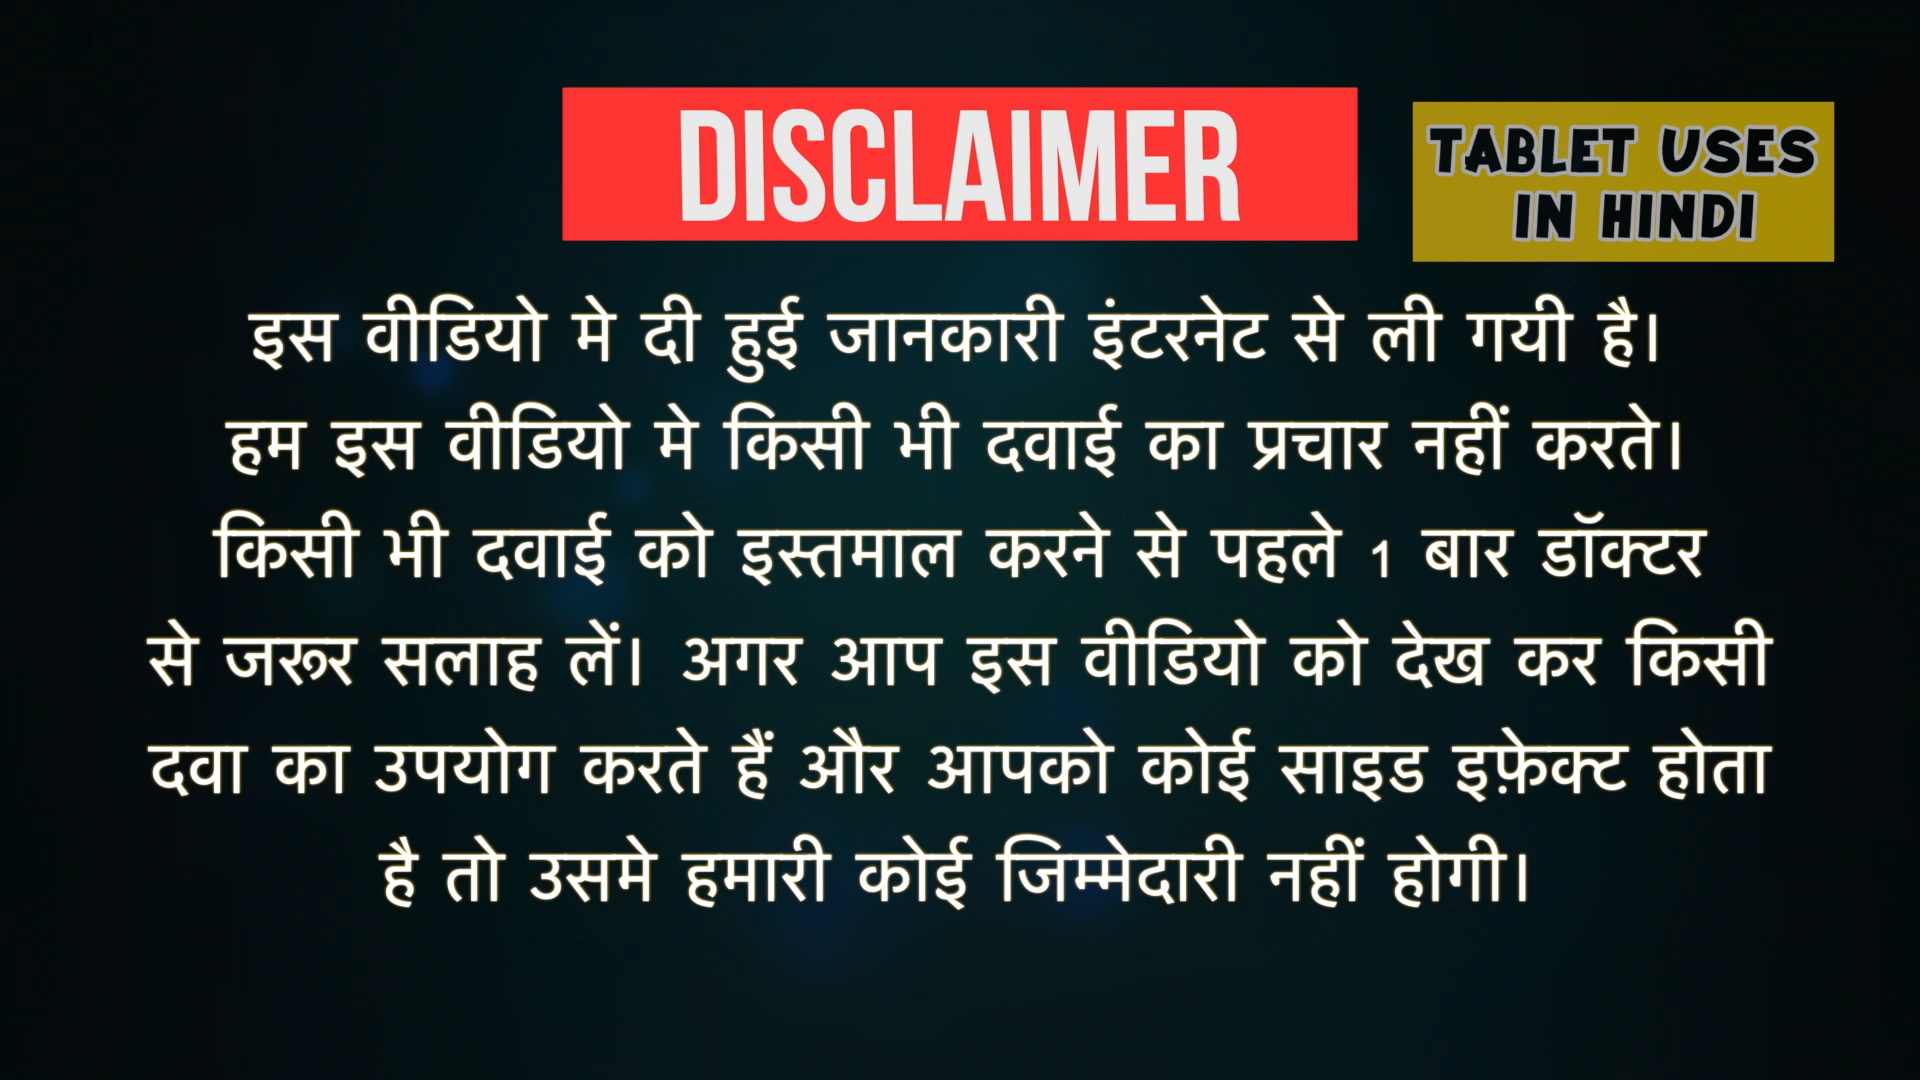 DISCLAIMER
TABLET USES
IN HINDI
इस वीडियो मे दी हुई जानकारी इंटरनेट से ली गयी है।
हम इस वीडियो मे किसी भी दवाई का प्रचार नहीं करते।
किसी भी दवाई को इस्तमाल करने से पहले 1 बार डॉक्टर
से जरूर सलाह लें। अगर आप इस वीडियो को देख कर किसी
दवा का उपयोग करते हैं और आपको कोई साइड इफ़ेक्ट होता
है तो उसमे हमारी कोई जिम्मेदारी नहीं होगी।